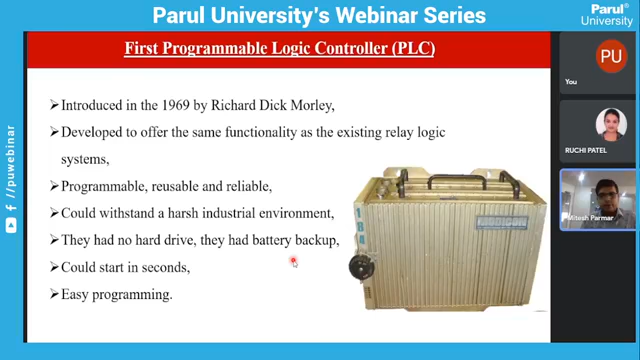 Parul University's Webinar Series
Parul®
University
First Programmable Logic Controller (PLC)
➢Introduced in the 1969 by Richard Dick Morley,
➢Developed to offer the same functionality as the existing relay logic
systems,
➢Programmable, reusable and reliable,
➢Could withstand a harsh industrial environment,
➢They had no hard drive, they had battery backup,
➢Could start in seconds,
➢Easy programming.
MODICON
PU
You
RUCHI PATEL
Mitesh Parmar
f //puwebinar